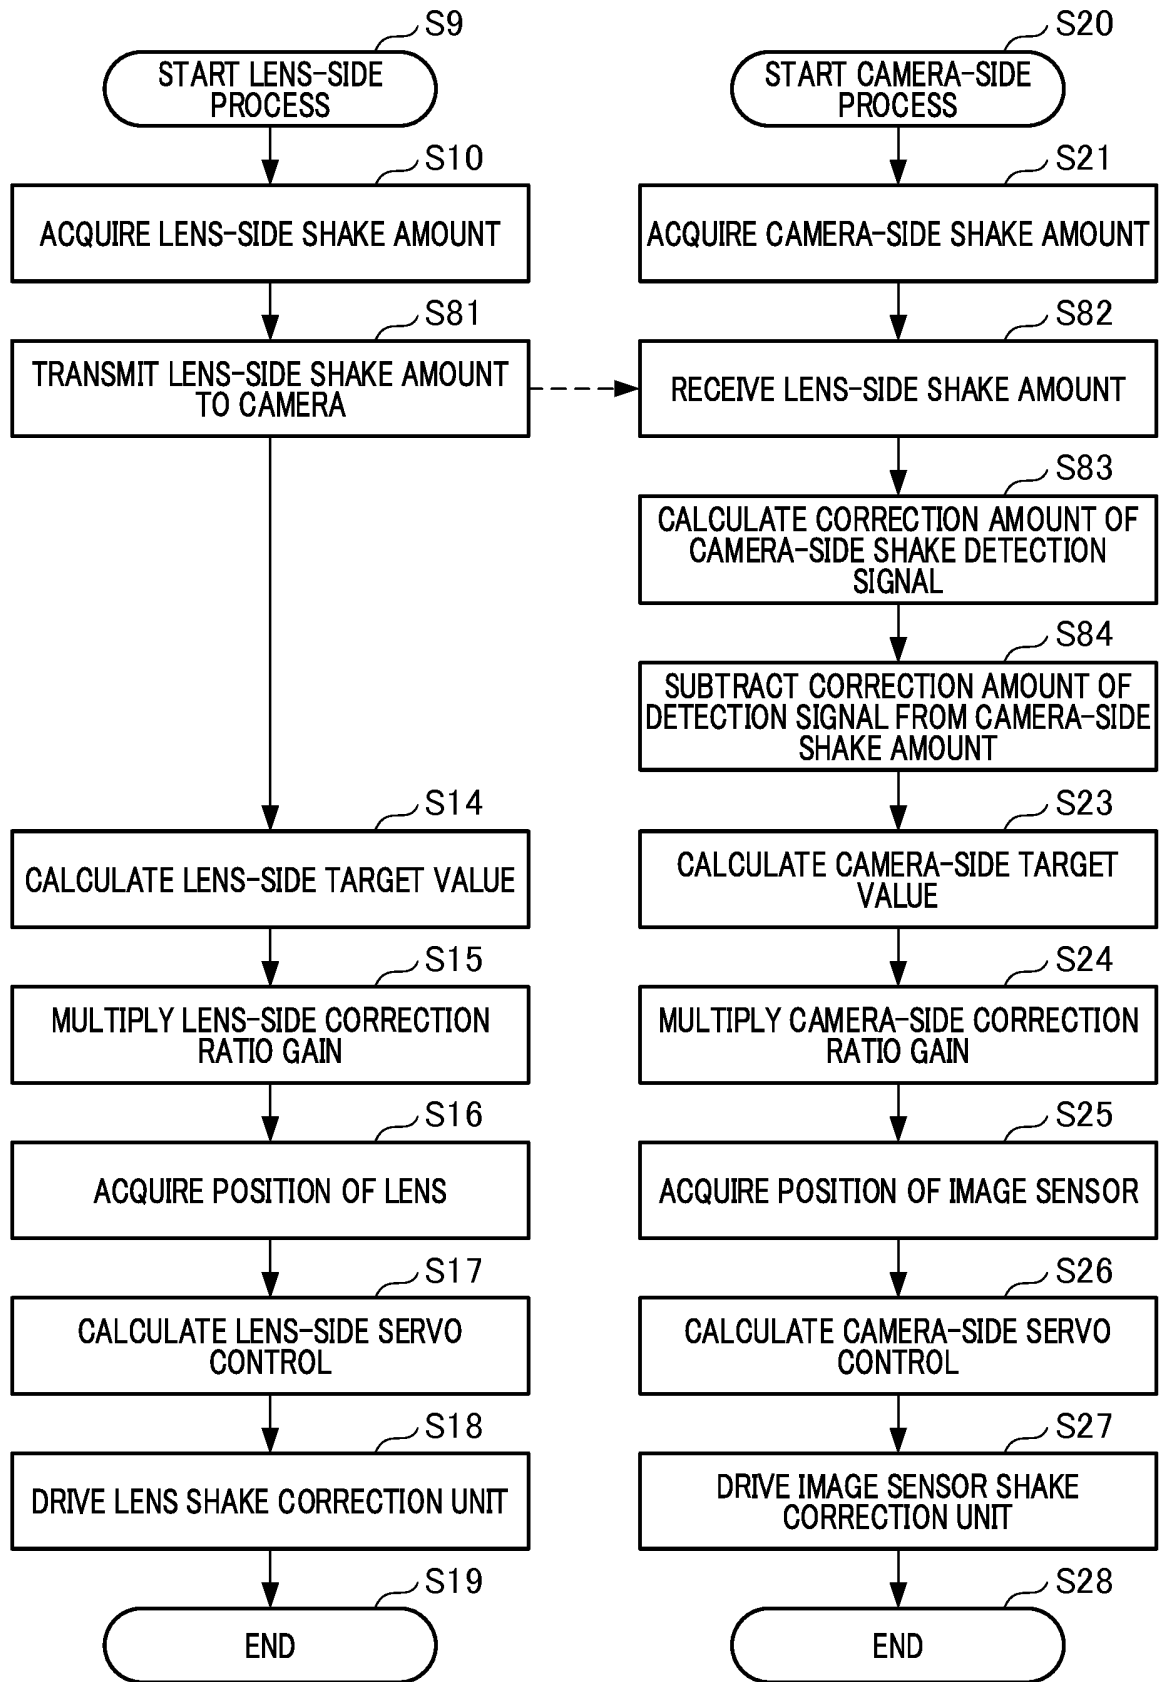 S9
START LENS-SIDE
PROCESS
S10
ACQUIRE LENS-SIDE SHAKE AMOUNT
S81
TRANSMIT LENS-SIDE SHAKE AMOUNT
TO CAMERA
S14
CALCULATE LENS-SIDE TARGET VALUE
S15
MULTIPLY LENS-SIDE CORRECTION
RATIO GAIN
S16
ACQUIRE POSITION OF LENS
S17
CALCULATE LENS-SIDE SERVO
CONTROL
S18
DRIVE LENS SHAKE CORRECTION UNIT
S19
END
S20
START CAMERA-SIDE
PROCESS
S21
ACQUIRE CAMERA-SIDE SHAKE AMOUNT
S82
RECEIVE LENS-SIDE SHAKE AMOUNT
S83
CALCULATE CORRECTION AMOUNT OF
CAMERA-SIDE SHAKE DETECTION
SIGNAL
S84
SUBTRACT CORRECTION AMOUNT OF
DETECTION SIGNAL FROM CAMERA-SIDE
SHAKE AMOUNT
S23
CALCULATE CAMERA-SIDE TARGET
VALUE
S24
MULTIPLY CAMERA-SIDE CORRECTION
RATIO GAIN
S25
ACQUIRE POSITION OF IMAGE SENSOR
S26
CALCULATE CAMERA-SIDE SERVO
CONTROL
S27
DRIVE IMAGE SENSOR SHAKE
CORRECTION UNIT
S28
END